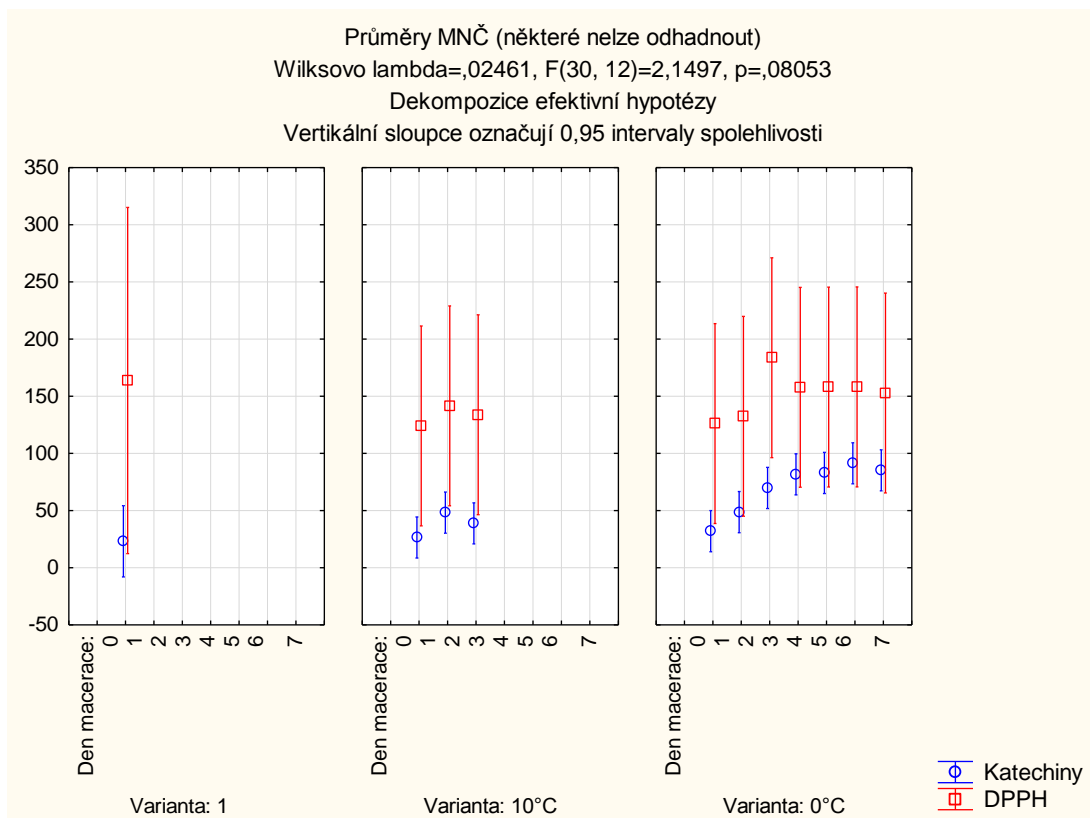 Průměry MNČ (některé nelze odhadnout)
Wilksovo lambda=,02461, F(30, 12)=2,1497, p=,08053
Dekompozice efektivní hypotézy
Vertikální sloupce označují 0,95 intervaly spolehlivosti
350
300
250
200
150
100
50
0
-50
Den macerace: 0 1 2 3 4 5 6 7
Varianta: 1
Den macerace: 0 1 2 3 4 5 6 7
Varianta: 10°C
Den macerace: 0 1 2 3 4 5 6 7
Varianta: 0°C
Katechiny
DPPH